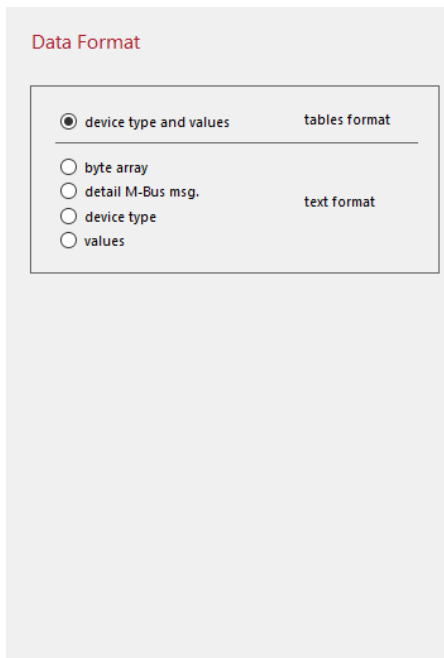 Data Format
device type and values tables format
byte array
detail M-Bus msg.
text format
device type
values